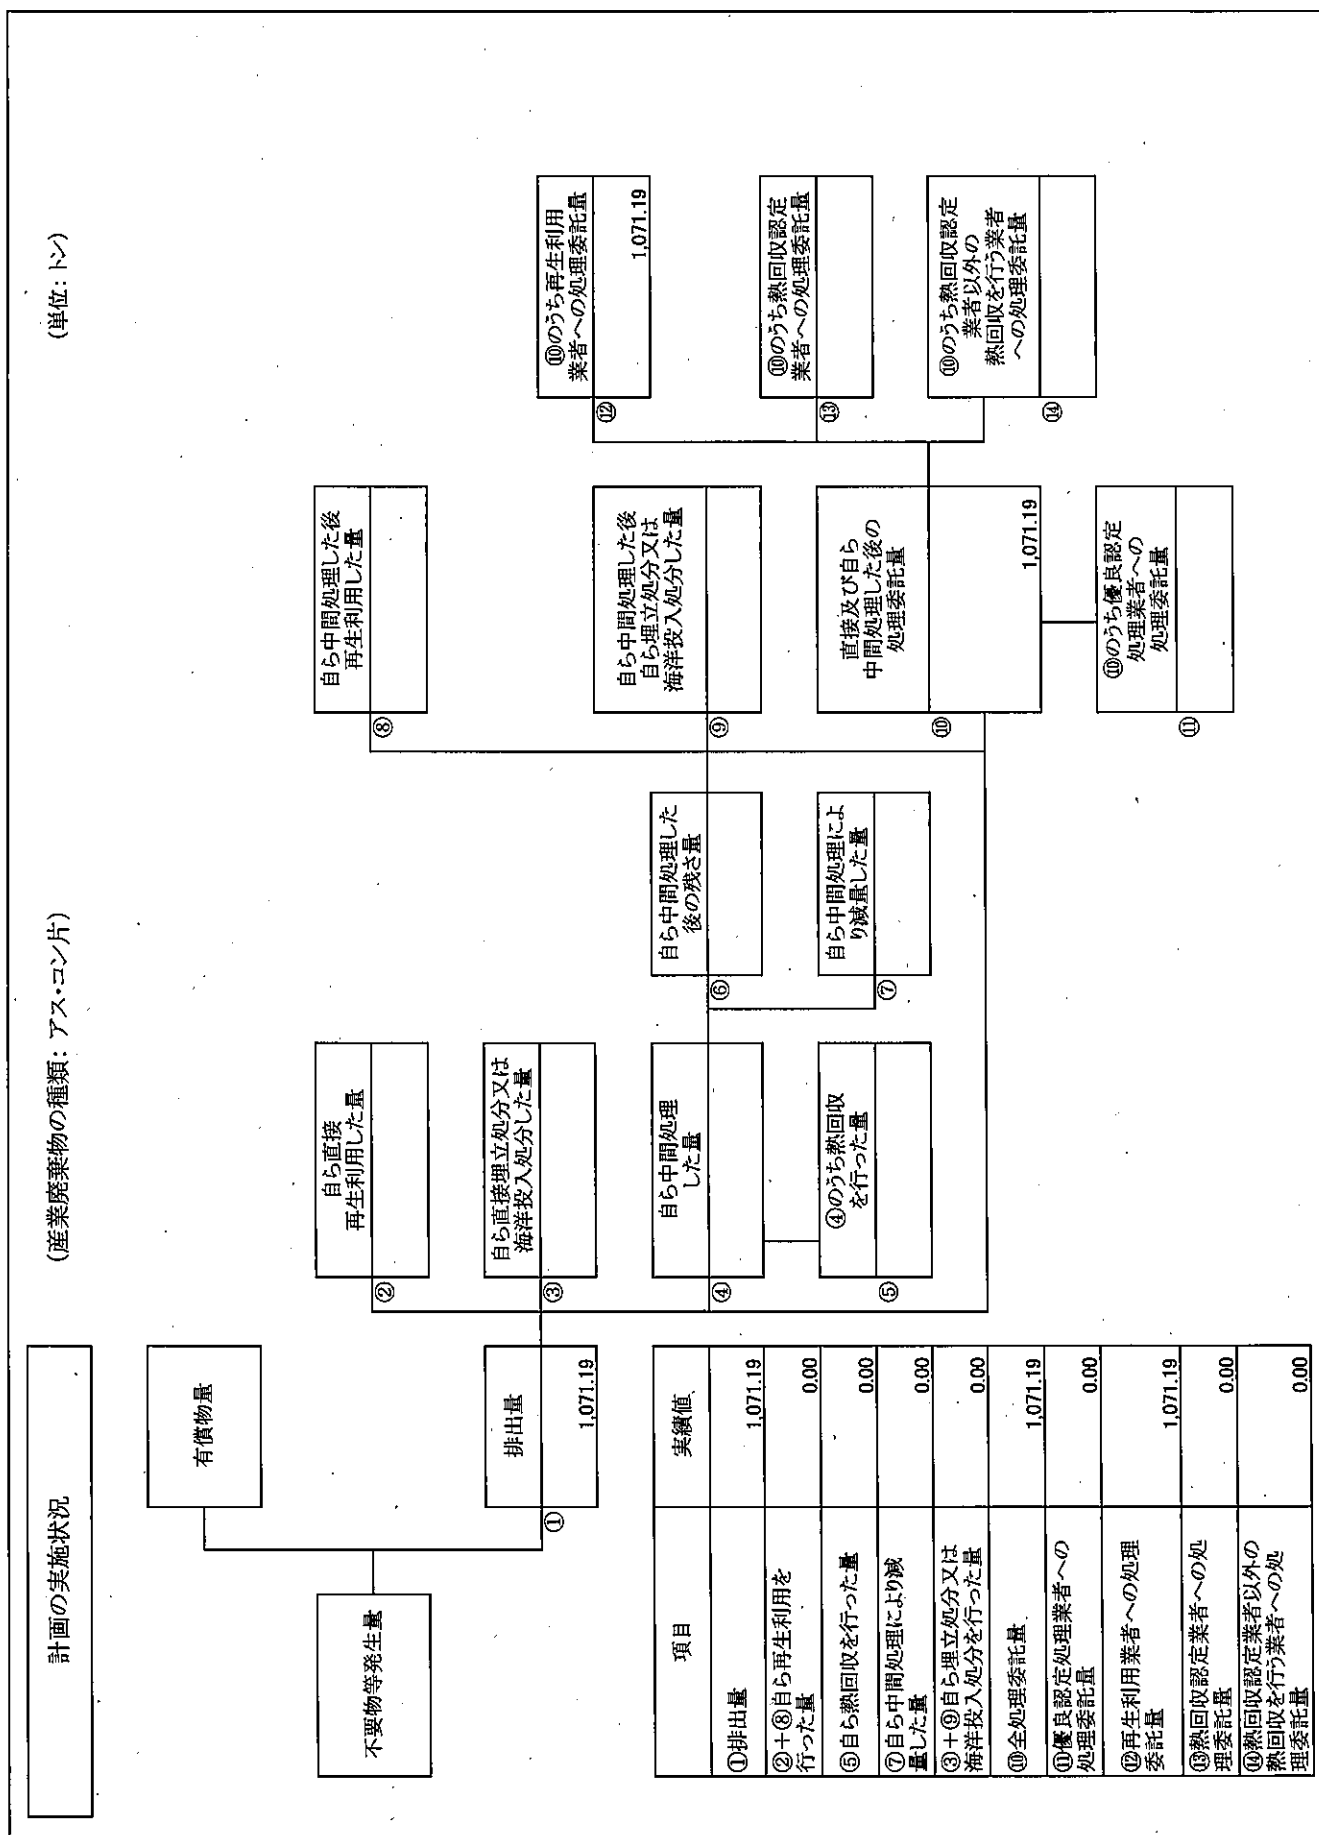 計画の実施状況
(産業廃棄物の種類: アス・コン片)
(単位:トン)
不要物等発生量
有償物量
①
排出量
1,071.19
②
自ら直接
再生利用した量
③
自ら直接埋立処分又は
海洋投入処分した量
④
自ら中間処理
した量
⑤
④のうち熱回収
を行った量
⑥
自ら中間処理した
後の残さ量
⑦
自ら中間処理によ
り減量した量
⑧
自ら中間処理した後
再生利用した量
⑨
自ら中間処理した後
自ら埋立処分又は
海洋投入処分した量
⑩
直接及び自ら
中間処理した後の
処理委託量
1,071.19
⑪
⑩のうち優良認定
処理業者への
処理委託量
⑫
⑩のうち再生利用
業者への処理委託量
1,071.19
⑬
⑩のうち熱回収認定
業者への処理委託量
⑭
⑩のうち熱回収認定
業者以外の
熱回収を行う業者
への処理委託量
項目 実績値
①排出量 1,071.19
②+⑧自ら再生利用を
行った量 0.00
⑤自ら熱回収を行った量 0.00
⑦自ら中間処理により減
量した量 0.00
③+⑨自ら埋立処分又は
海洋投入処分を行った量 0.00
⑩全処理委託量 1,071.19
⑪優良認定処理業者への
処理委託量 0.00
⑫再生利用業者への処理
委託量 1,071.19
⑬熱回収認定業者への処
理委託量 0.00
⑭熱回収認定業者以外の
熱回収を行う業者への処
理委託量 0.00